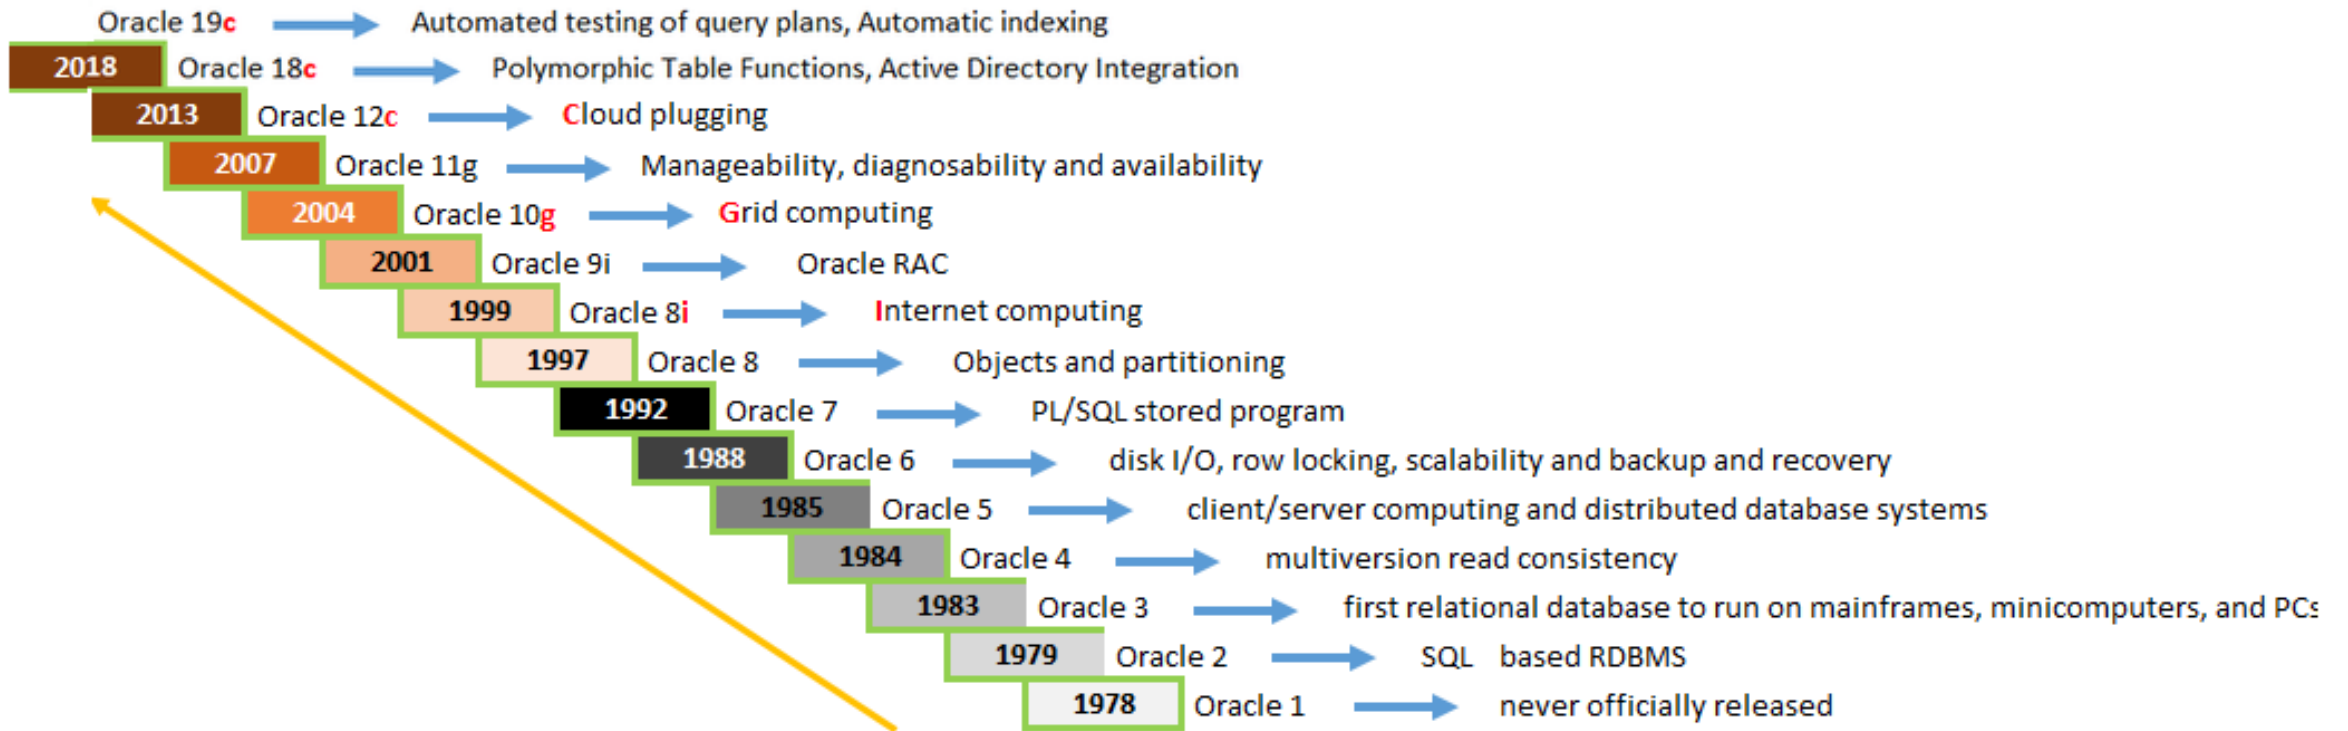 Oracle 19c Automated testing of query plans, Automatic indexing
2018 Oracle 18c Polymorphic Table Functions, Active Directory Integration
2013 Oracle 12c Cloud plugging
2007 Oracle 11g Manageability, diagnosability and availability
2004 Oracle 10g Grid computing
2001 Oracle 9i Oracle RAC
1999 Oracle 8i Internet computing
1997 Oracle 8 Objects and partitioning
1992 Oracle 7 PL/SQL stored program
1988 Oracle 6 disk I/O, row locking, scalability and backup and recovery
1985 Oracle 5 client/server computing and distributed database systems
1984 Oracle 4 multiversion read consistency
1983 Oracle 3 first relational database to run on mainframes, minicomputers, and PCs
1979 Oracle 2 SQL based RDBMS
1978 Oracle 1 never officially released